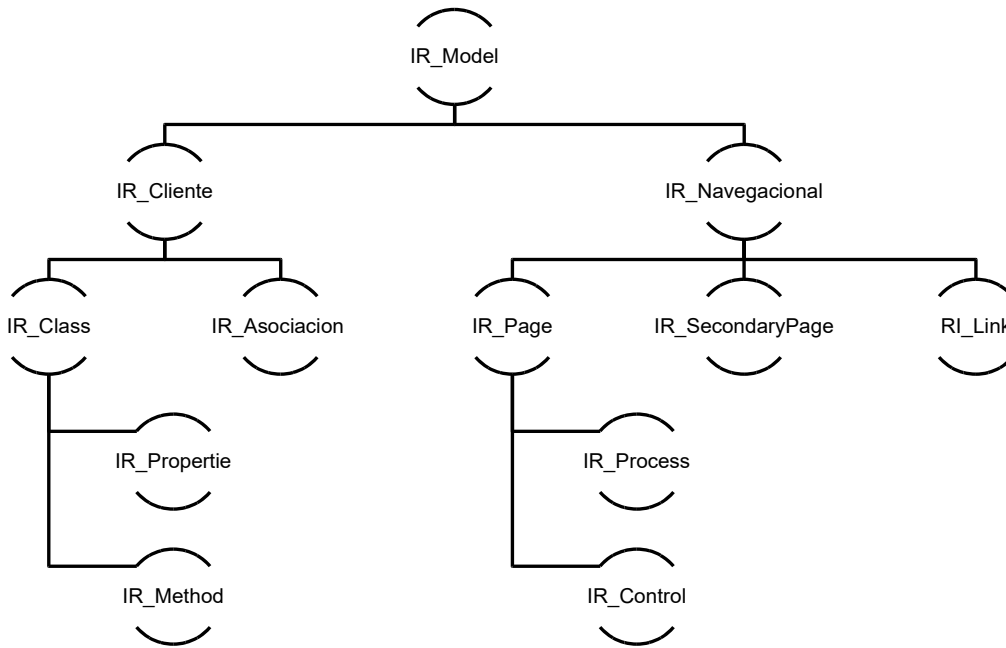 IR_Model
IR_Cliente
IR_Navegacional
IR_Class
IR_Asociacion
IR_Page
IR_SecondaryPage
RI_Link
IR_Propertie
IR_Process
IR_Method
IR_Control